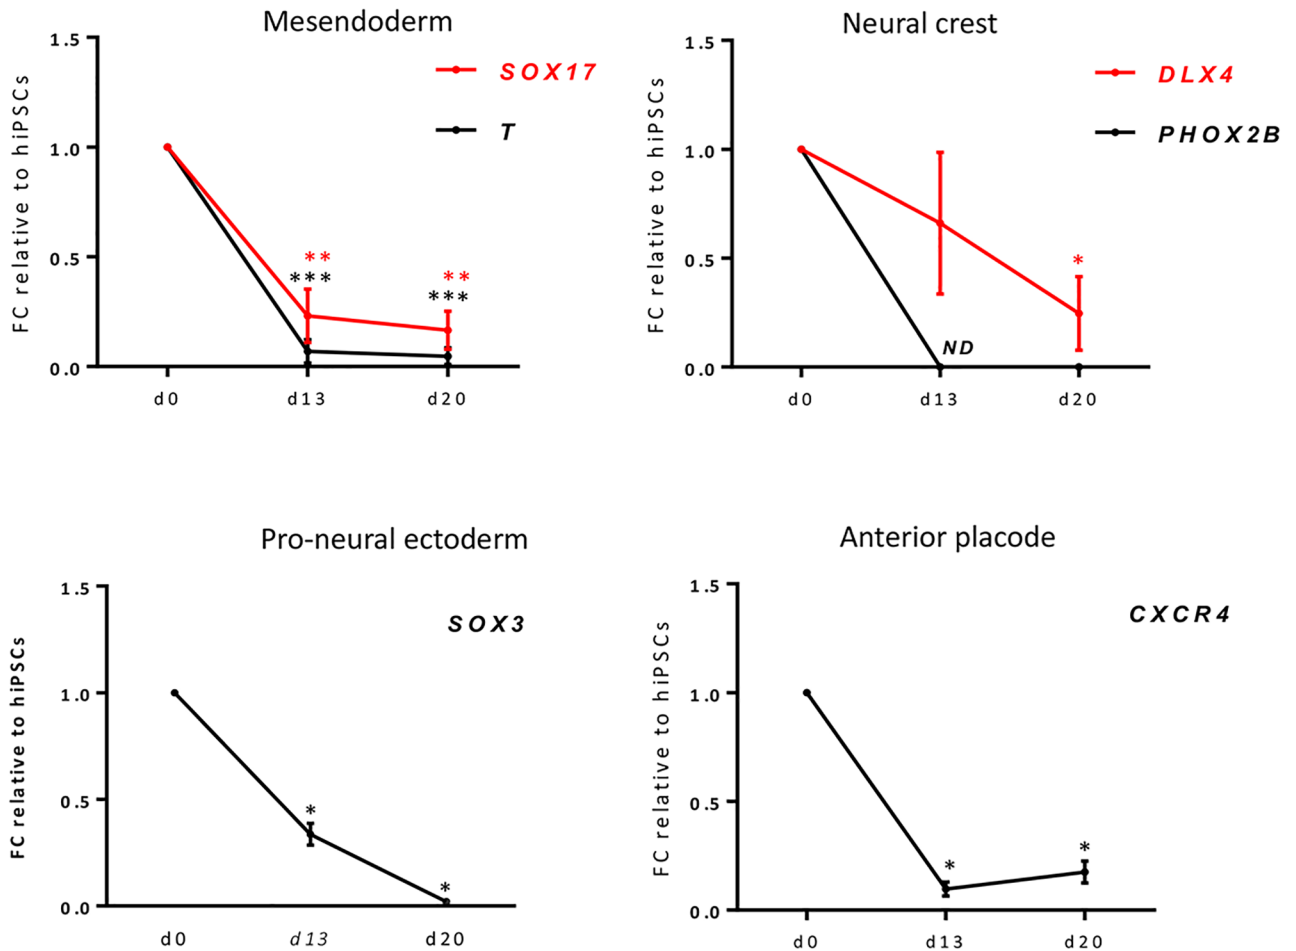 Mesendoderm
FC relative to hiPSCs
1.5
1.0
0.5
0.0
SOX17
T
**
***
**
***
d0
d13
d20
Neural crest
FC relative to hiPSCs
1.5
1.0
0.5
0.0
DLX4
PHOX2B
*
ND
d0
d13
d20
Pro-neural ectoderm
FC relative to hiPSCs
1.5
1.0
0.5
0.0
SOX3
*
*
d0
d13
d20
Anterior placode
FC relative to hiPSCs
1.5
1.0
0.5
0.0
CXCR4
*
*
d0
d13
d20